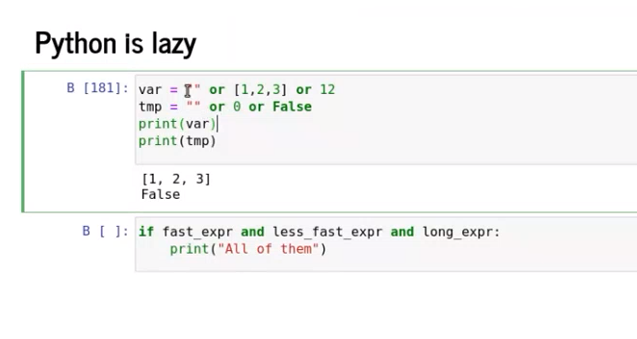 Python is lazy
B [181]: var = "" or [1,2,3] or 12
tmp = "" or 0 or False
print(var)
print(tmp)
[1, 2, 3]
False
B [ ]: if fast_expr and less_fast_expr and long_expr:
print("All of them")